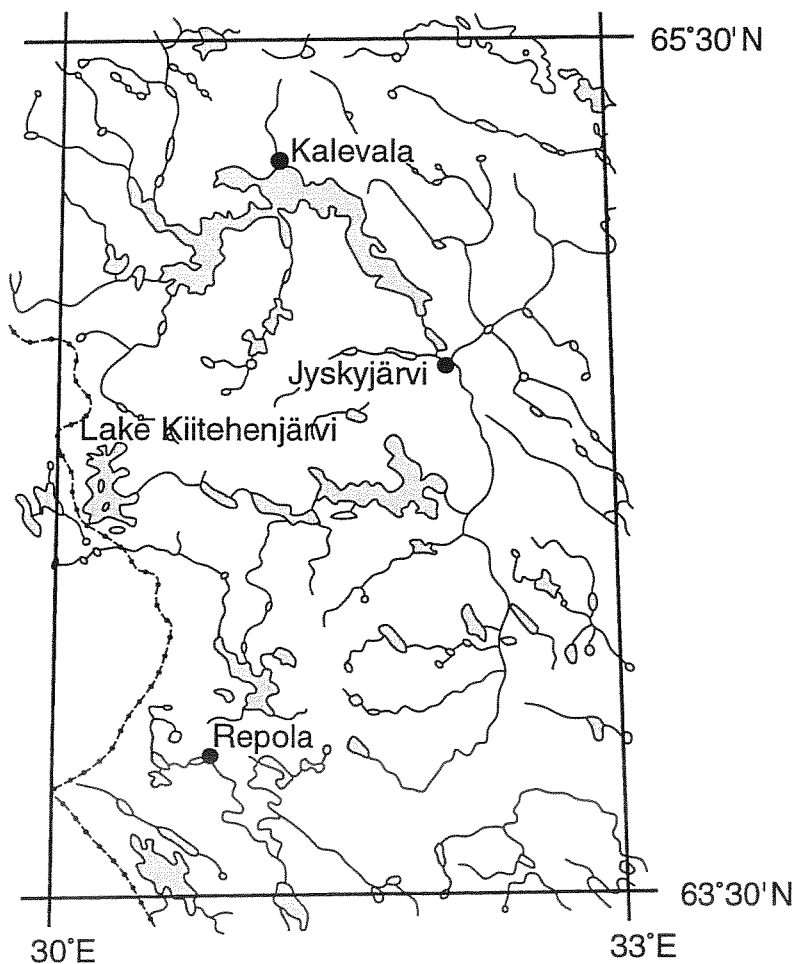 65°30'N
Kalevala
Jyskyjärvi
Lake Kiitehenjärvi
Repola
63°30'N
30°E
33°E